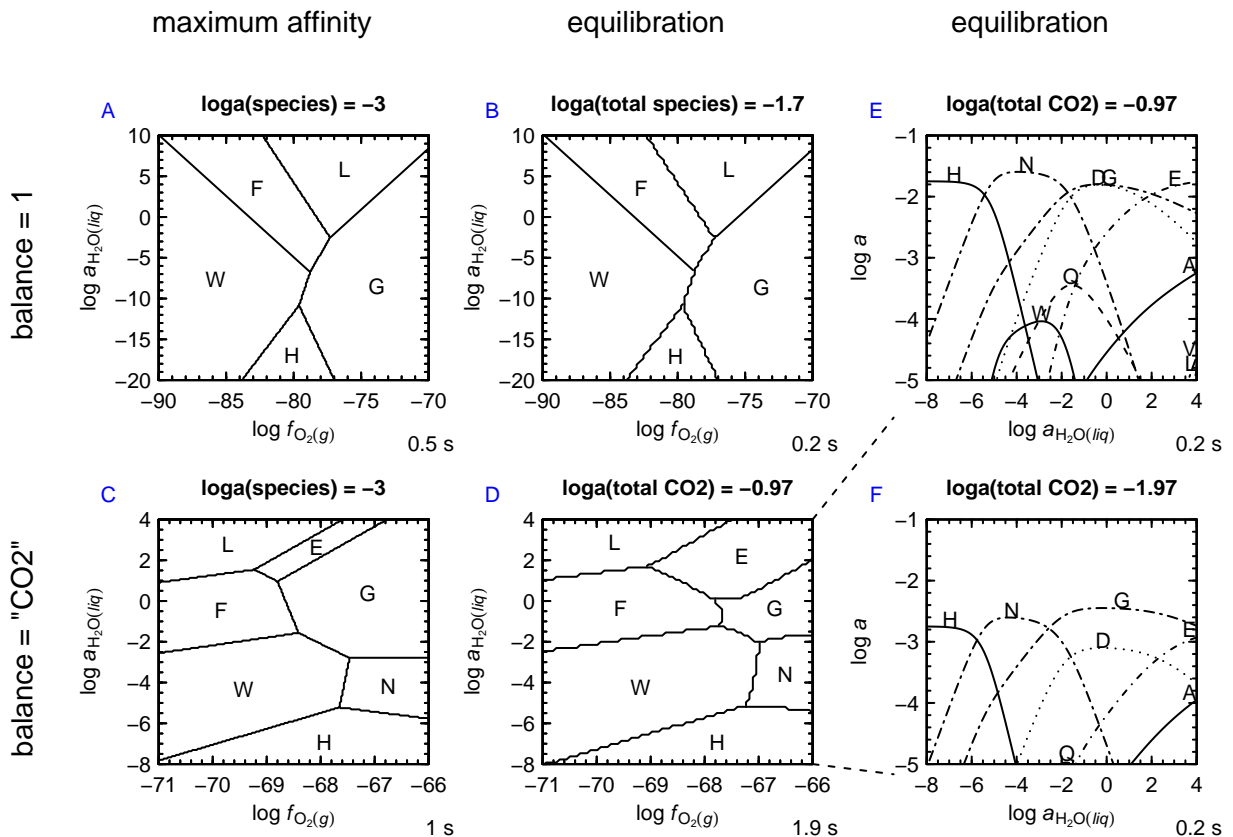 maximum affinity
equilibration
equilibration
balance = 1
A
loga(species) = −3
10
5
0
−5
−10
−15
−20
log aH2O(liq)
W
F
L
G
H
−90 −85 −80 −75 −70
log fO2(g)
0.5 s
B
loga(total species) = −1.7
10
5
0
−5
−10
−15
−20
log aH2O(liq)
W
F
L
G
H
−90 −85 −80 −75 −70
log fO2(g)
0.2 s
E
loga(total CO2) = −0.97
−1
−2
−3
−4
−5
log a
H
N
D
G
E
A
Q
W
V
L
−8 −6 −4 −2 0 2 4
log aH2O(liq)
0.2 s
balance = "CO2"
C
loga(species) = −3
4
2
0
−2
−4
−6
−8
log aH2O(liq)
L
E
F
G
W
N
H
−71 −70 −69 −68 −67 −66
log fO2(g)
1 s
D
loga(total CO2) = −0.97
4
2
0
−2
−4
−6
−8
log aH2O(liq)
L
E
F
G
W
N
H
−71 −70 −69 −68 −67 −66
log fO2(g)
1.9 s
F
loga(total CO2) = −1.97
−1
−2
−3
−4
−5
log a
H
N
G
D
E
A
Q
−8 −6 −4 −2 0 2 4
log aH2O(liq)
0.2 s